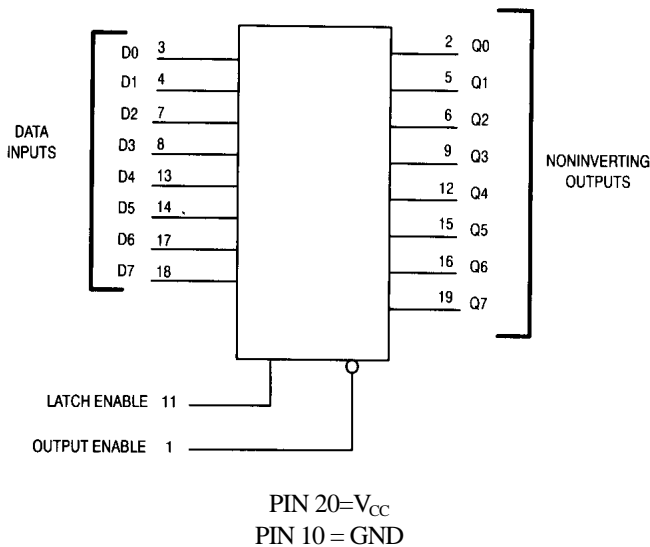 D0 3
D1 4
D2 7
D3 8
D4 13
D5 14
D6 17
D7 18
DATA
INPUTS
2 Q0
5 Q1
6 Q2
9 Q3
12 Q4
15 Q5
16 Q6
19 Q7
NONINVERTING
OUTPUTS
LATCH ENABLE 11
OUTPUT ENABLE 1
PIN 20=VCC
PIN 10 = GND